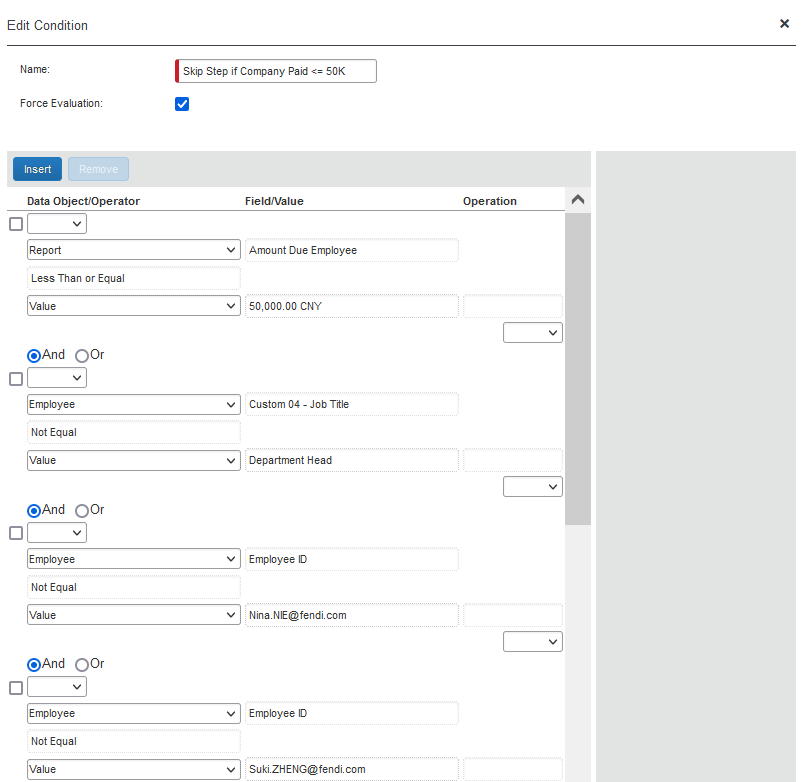 Edit Condition
Name:
Skip Step if Company Paid <= 50K
Force Evaluation:
Insert Remove
Data Object/Operator Field/Value Operation
Report Amount Due Employee
Less Than or Equal
Value 50,000.00 CNY
And Or
Employee Custom 04 - Job Title
Not Equal
Value Department Head
And Or
Employee Employee ID
Not Equal
Value Nina.NIE@fendi.com
And Or
Employee Employee ID
Not Equal
Value Suki.ZHENG@fendi.com